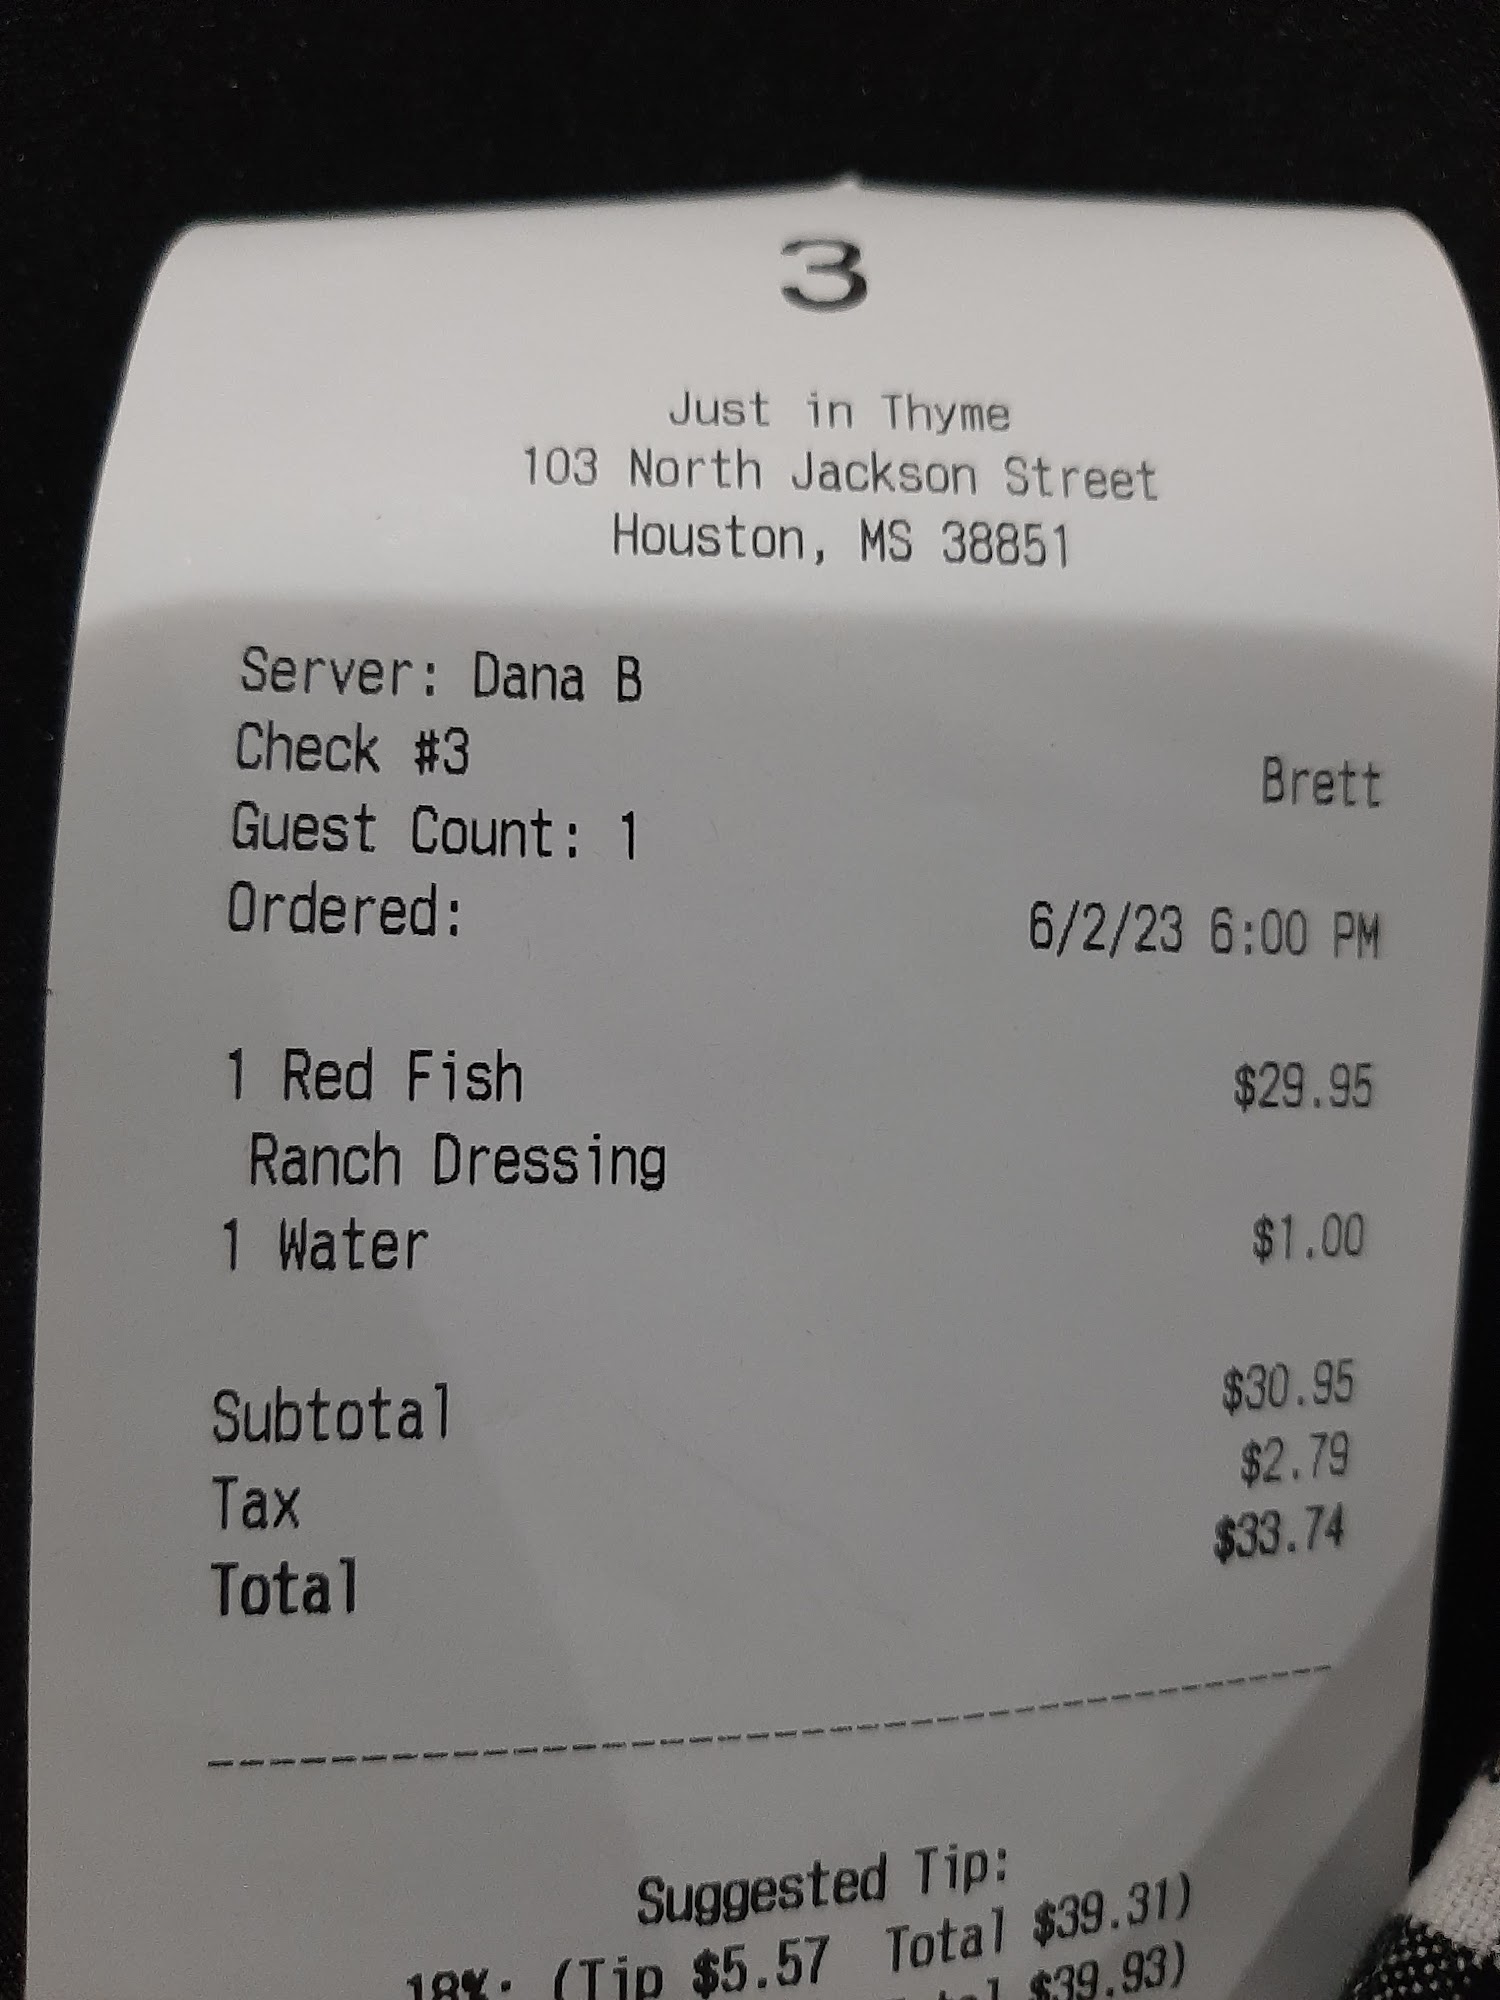 3
Just in Thyme
103 North Jackson Street
Houston, MS 38851
Server: Dana B
Check #3 Brett
Guest Count: 1
Ordered: 6/2/23 6:00 PM
1 Red Fish $29.95
Ranch Dressing
1 Water $1.00
Subtotal $30.95
Tax $2.79
Total $33.74
Suggested Tip:
18%: (Tip $5.57 Total $39.31)
$39.93)